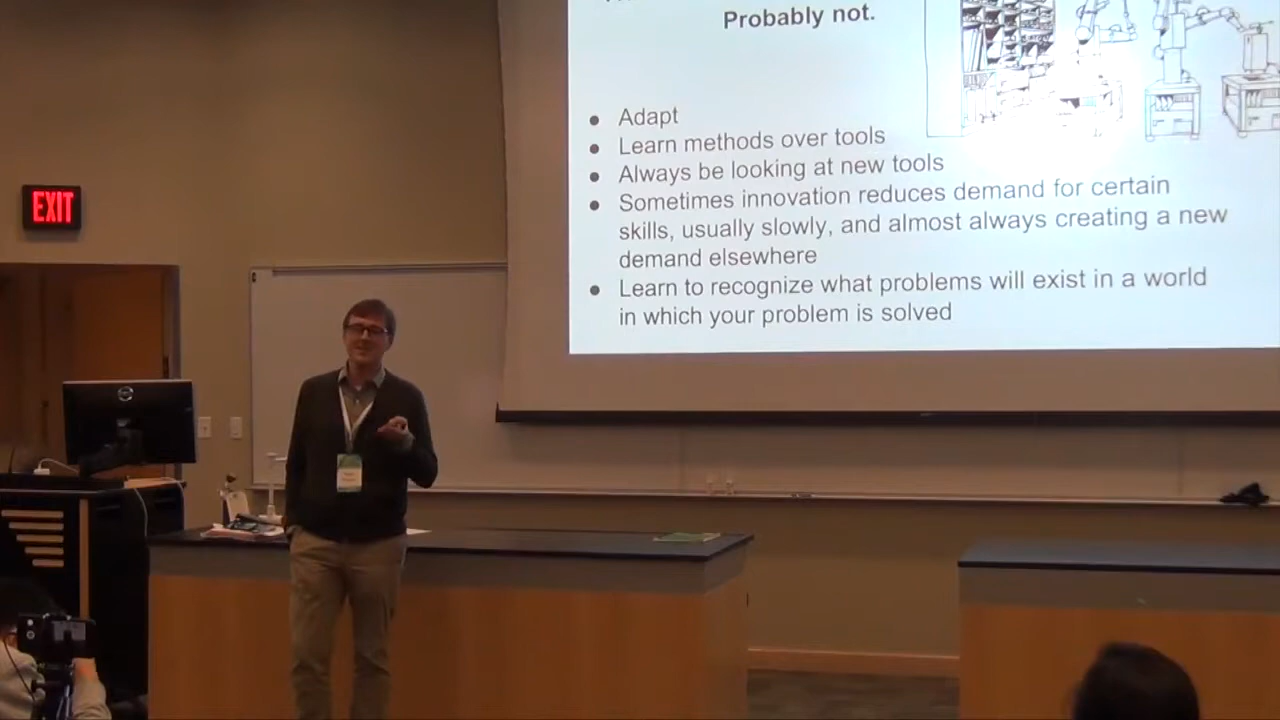 Probably not.
EXIT
Adapt
Learn methods over tools
Always be looking at new tools
Sometimes innovation reduces demand for certain
skills, usually slowly, and almost always creating a new
demand elsewhere
Learn to recognize what problems will exist in a world
in which your problem is solved